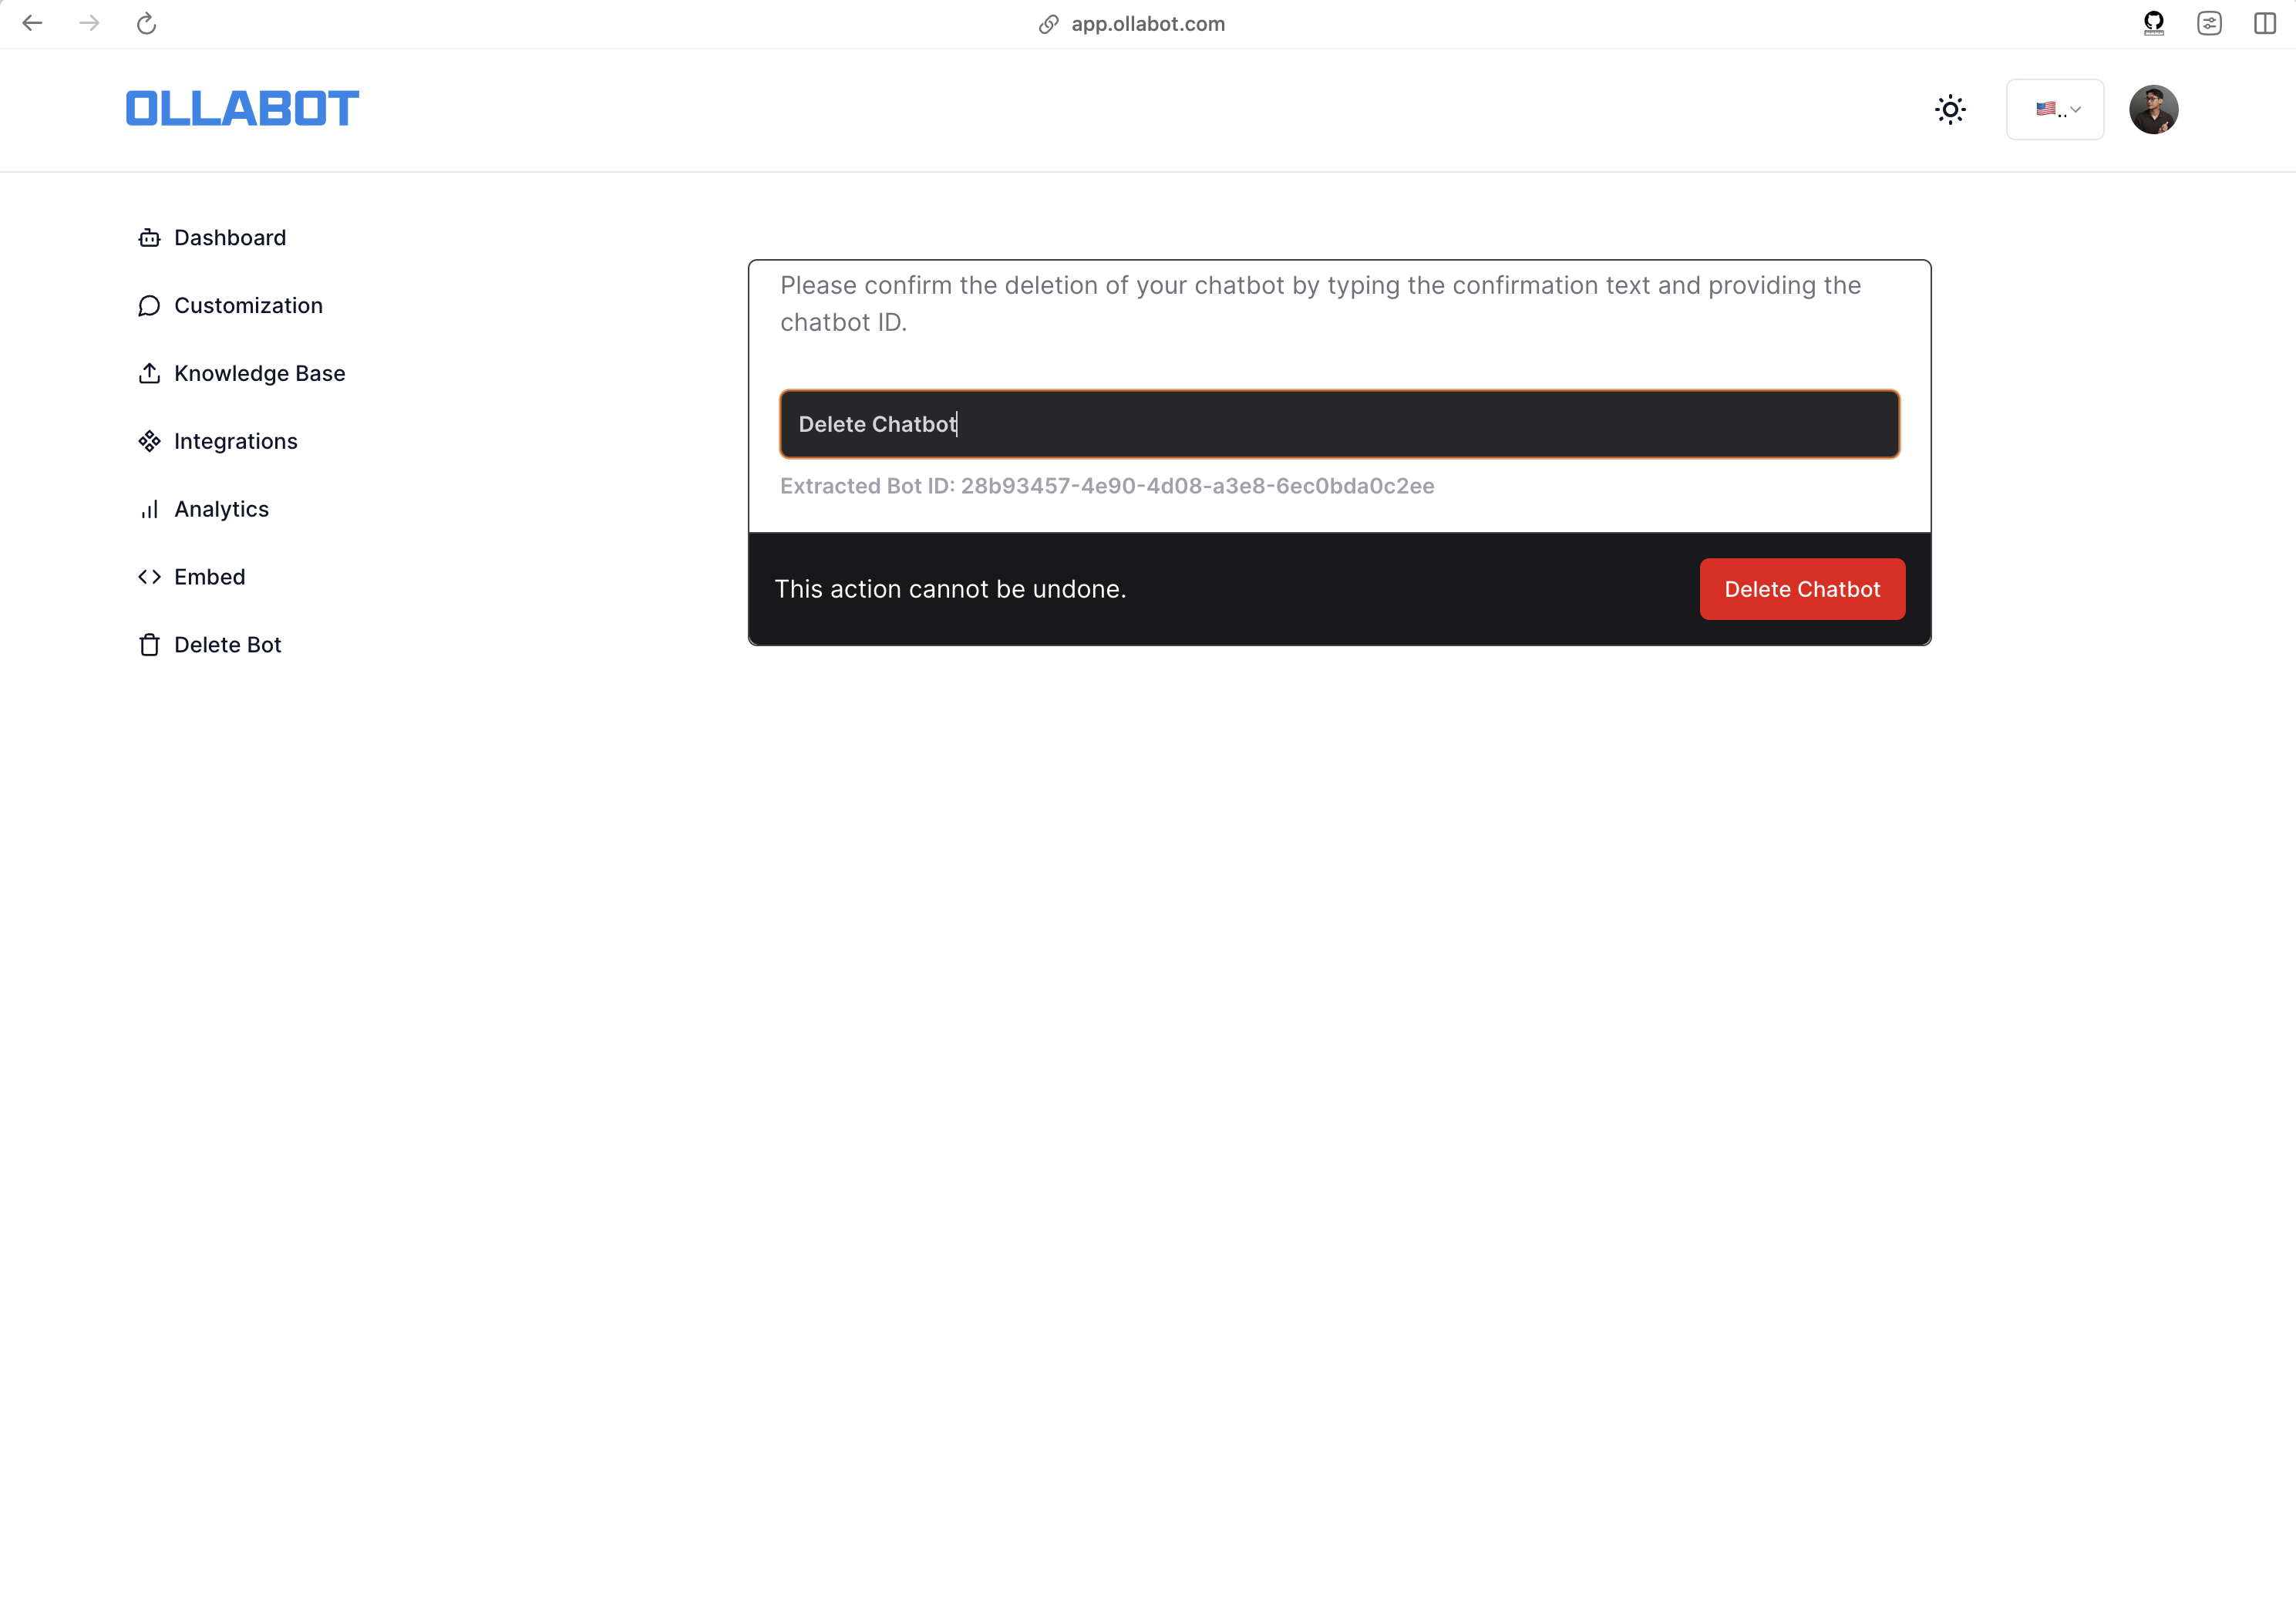 app.ollabot.com
OLLABOT
..
Dashboard
Customization
Knowledge Base
Integrations
Analytics
Embed
Delete Bot
Please confirm the deletion of your chatbot by typing the confirmation text and providing the
chatbot ID.
Delete Chatbot
Extracted Bot ID: 28b93457-4e90-4d08-a3e8-6ec0bda0c2ee
This action cannot be undone.
Delete Chatbot